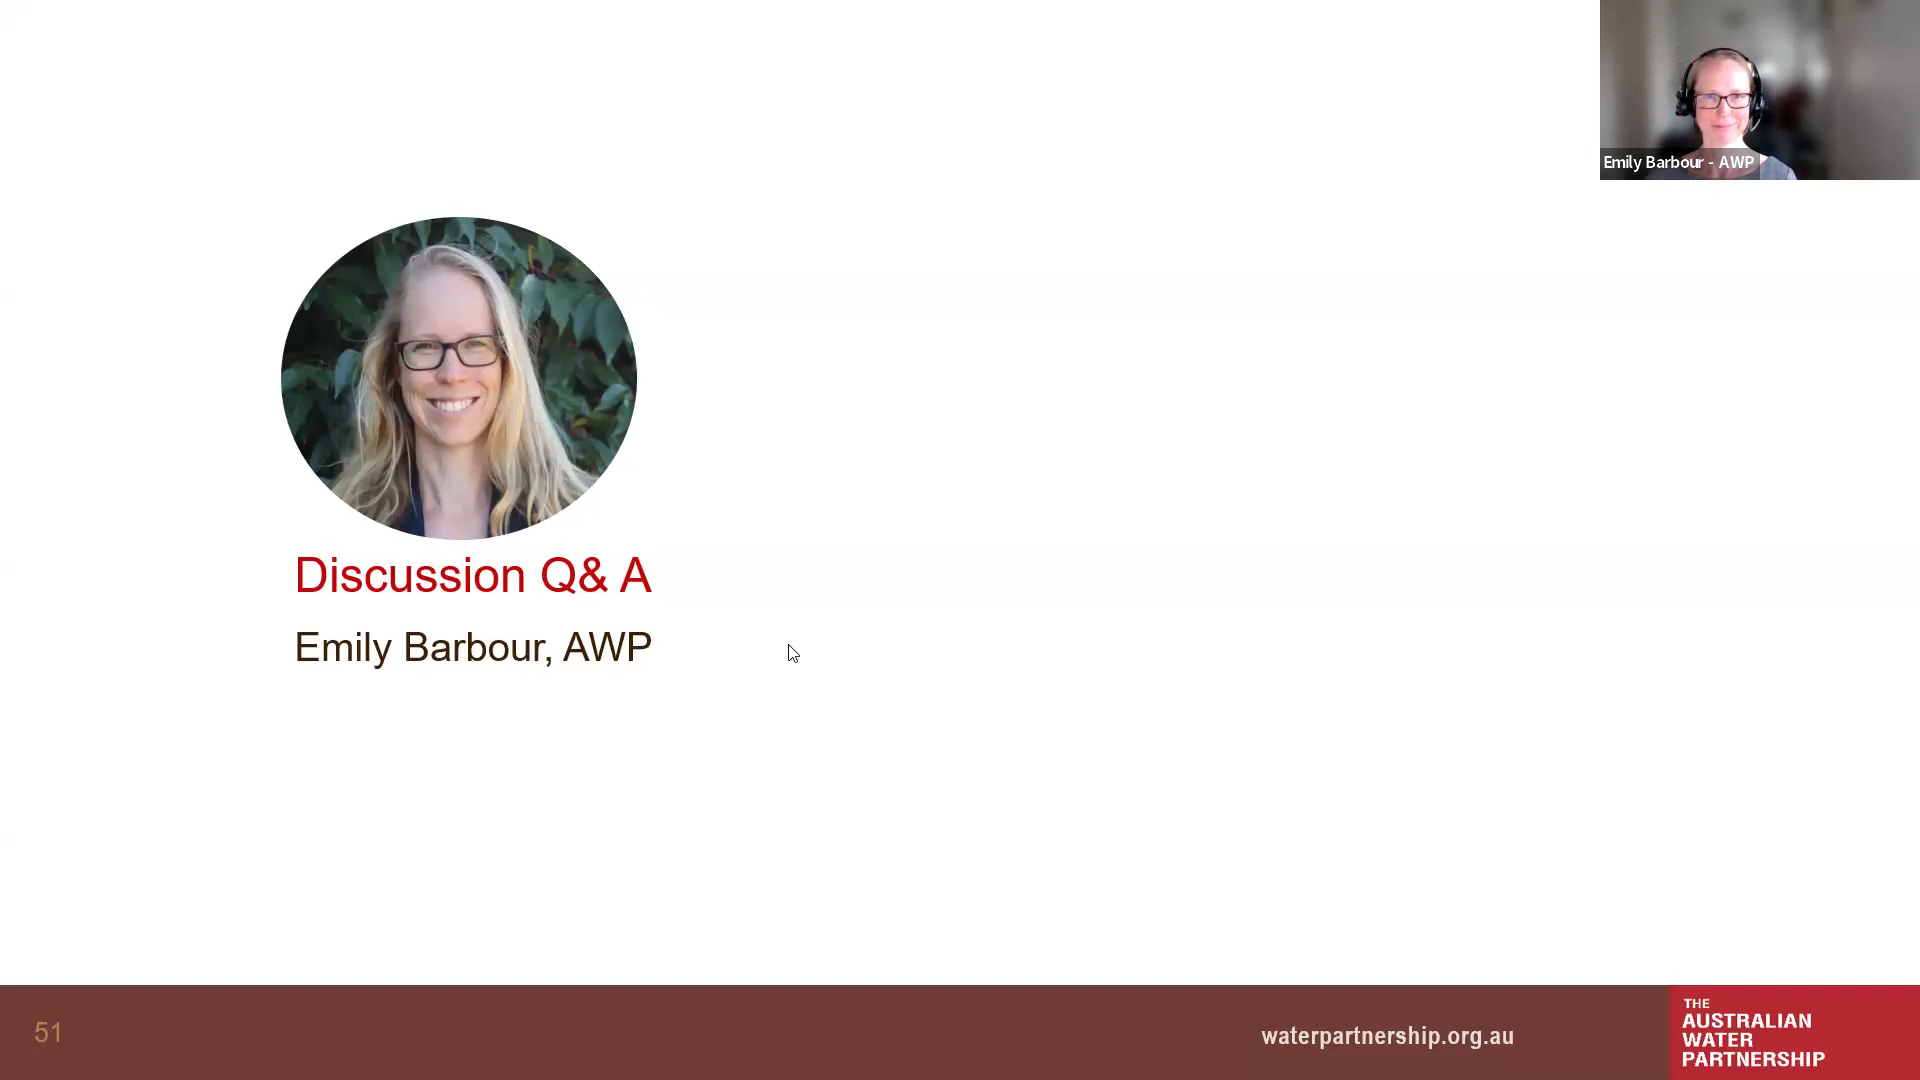 Emily Barbour - AWP
Discussion Q& A
Emily Barbour, AWP
51
waterpartnership.org.au
THE
AUSTRALIAN
WATER
PARTNERSHIP